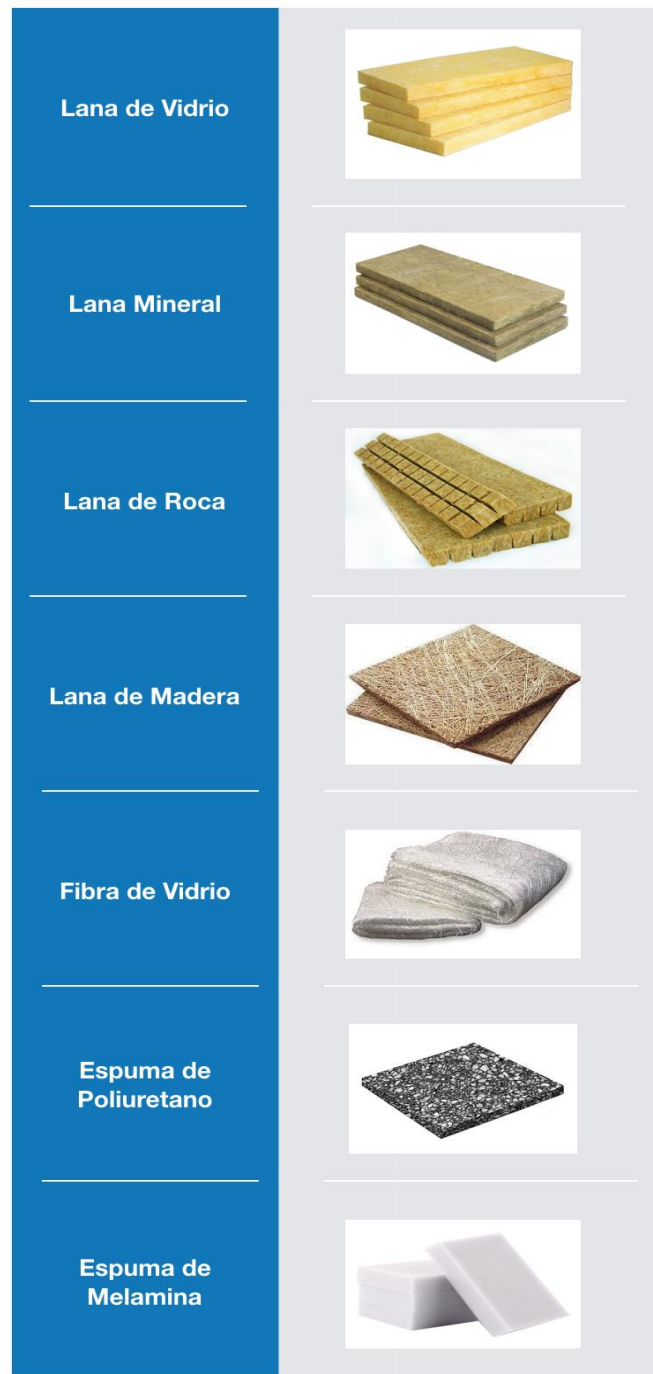 Lana de Vidrio
Lana Mineral
Lana de Roca
Lana de Madera
Fibra de Vidrio
Espuma de
Poliuretano
Espuma de
Melamina